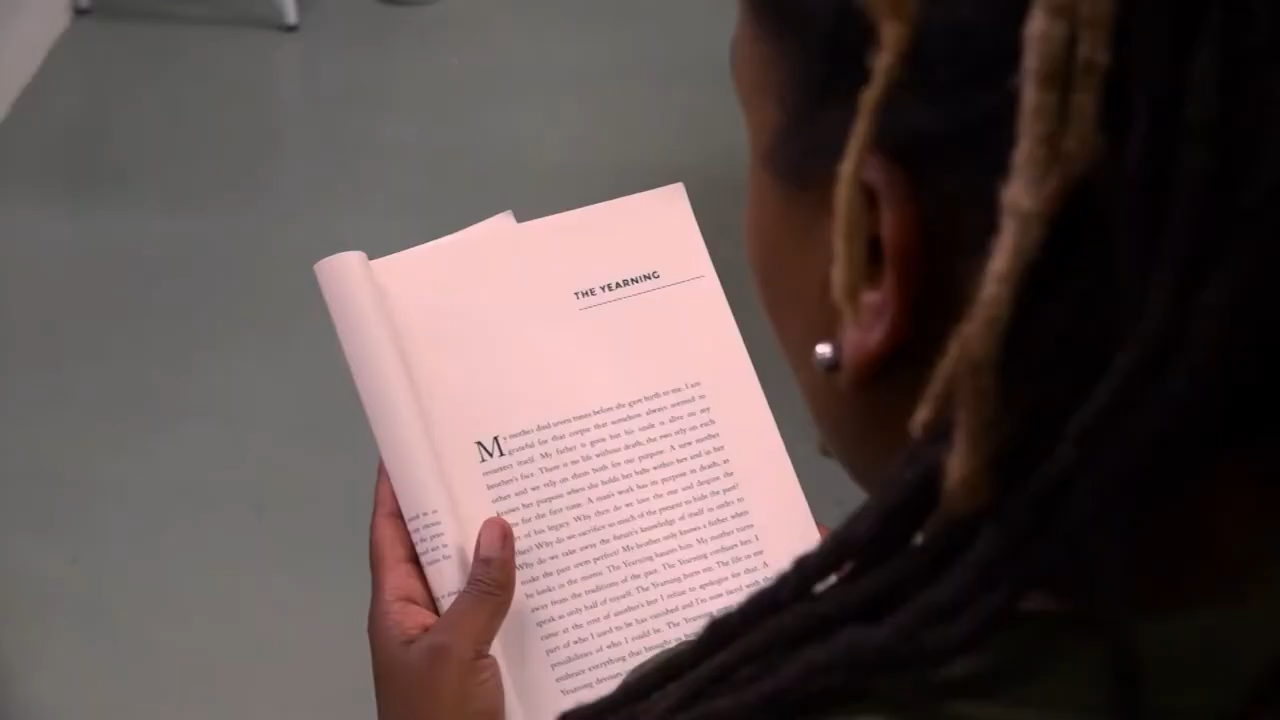 THE YEARNING
My mother died seven times before she gave birth to me. I am
grateful for that corpse that somehow always seemed to
resurrect itself. My father is gone but his smile is alive on my
brother's face. There is no life without death, the two rely on each
other and we rely on them both for our purpose. A new mother
knows her purpose when she holds her babe within her and in her
for the first time. A man's work has its purpose in death, as
of his legacy. Why then do we love the one and despise the
Why do we sacrifice so much of the present to hide the past?
Why do we take away the future's knowledge of itself in order to
make the past seem perfect? My brother only knows a father when
he looks in the mirror. The Yearning haunts him. My mother turns
away from the traditions of the past. The Yearning confuses her. I
speak as only half of myself. The Yearning burns me. The life in me
came at the cost of another's but I refuse to apologise for that. A
part of who I used to be has vanished and I'm now faced with the
possibilities of who I could be. The Yearning
embrace everything that brought us
Yearning devours